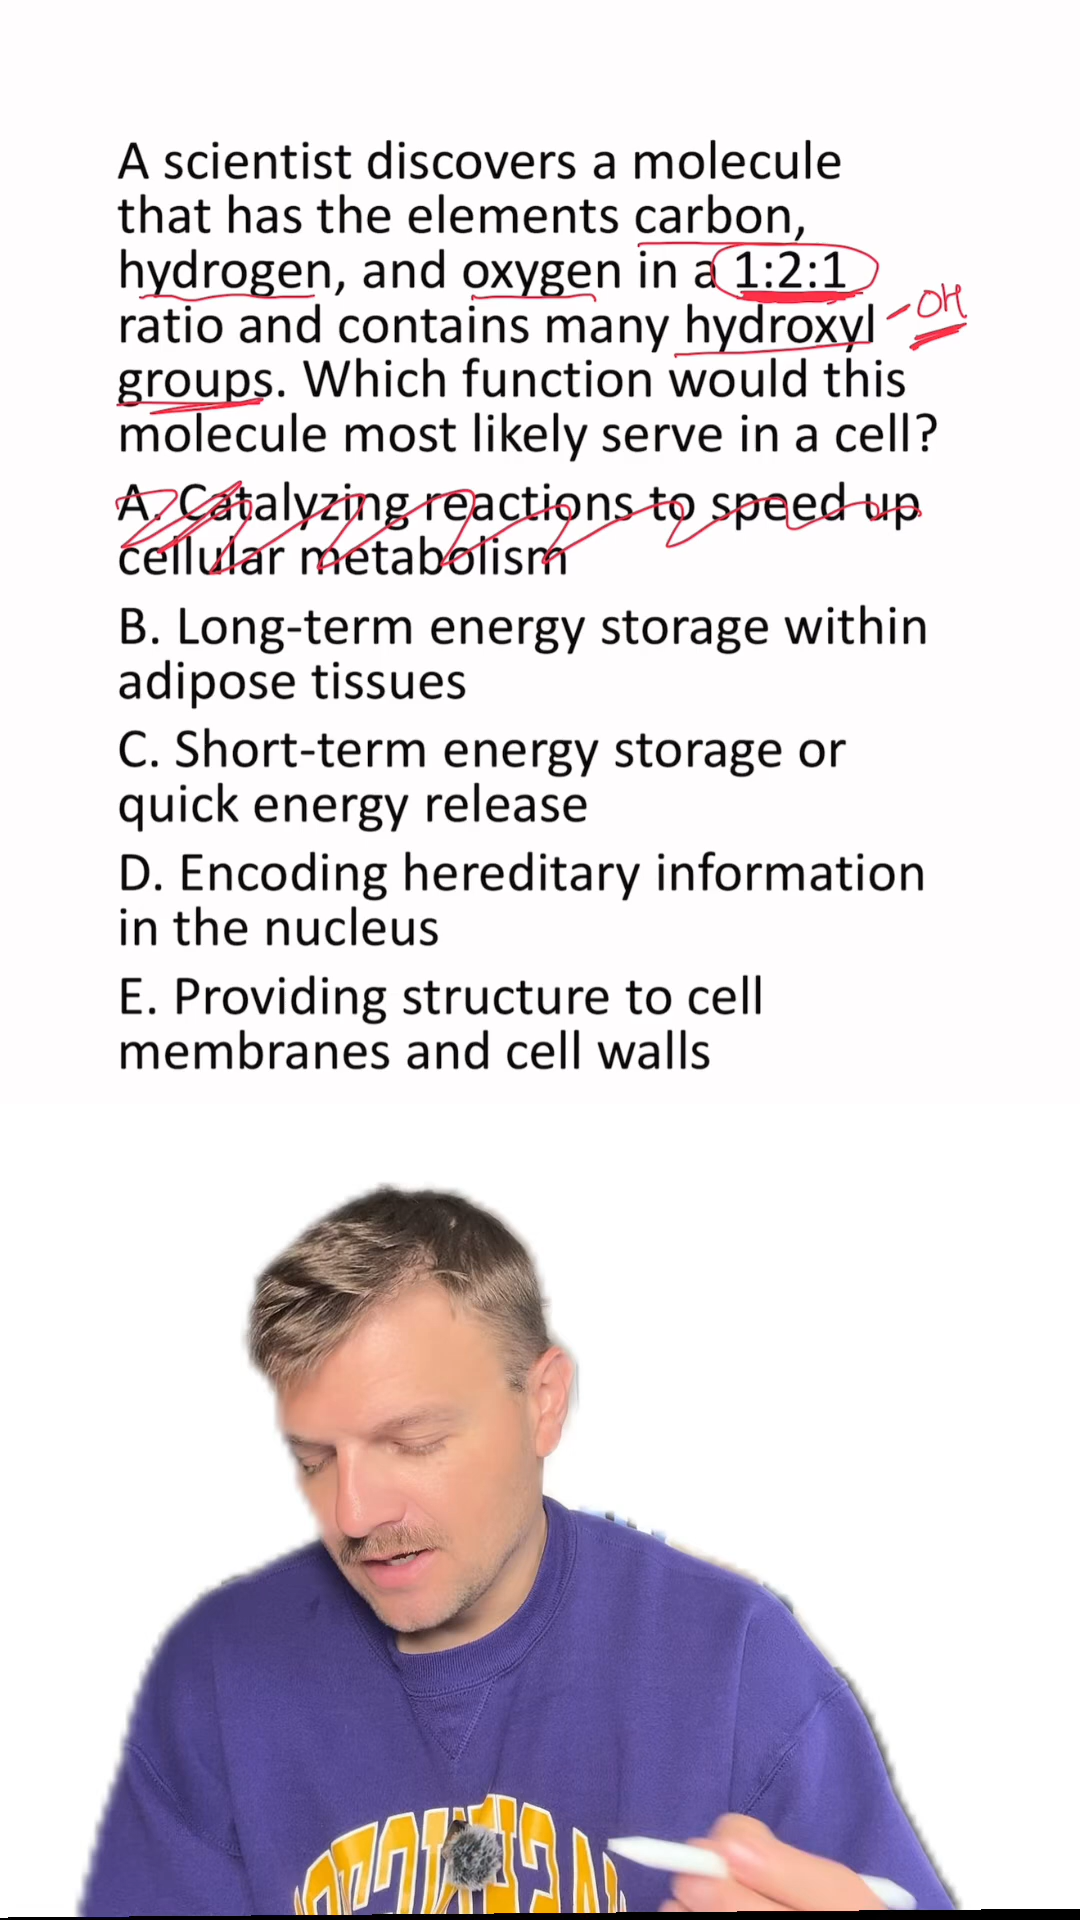 A scientist discovers a molecule
that has the elements carbon,
hydrogen, and oxygen in a 1:2:1
ratio and contains many hydroxyl -OH
groups. Which function would this
molecule most likely serve in a cell?
A. Catalyzing reactions to speed up
cellular metabolism
B. Long-term energy storage within
adipose tissues
C. Short-term energy storage or
quick energy release
D. Encoding hereditary information
in the nucleus
E. Providing structure to cell
membranes and cell walls